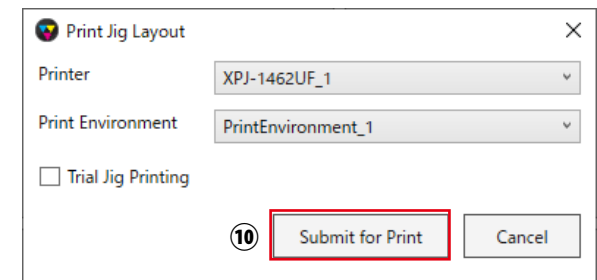 Print Jig Layout
Printer XPJ-1462UF_1
Print Environment PrintEnvironment_1
Trial Jig Printing
⑩ Submit for Print Cancel